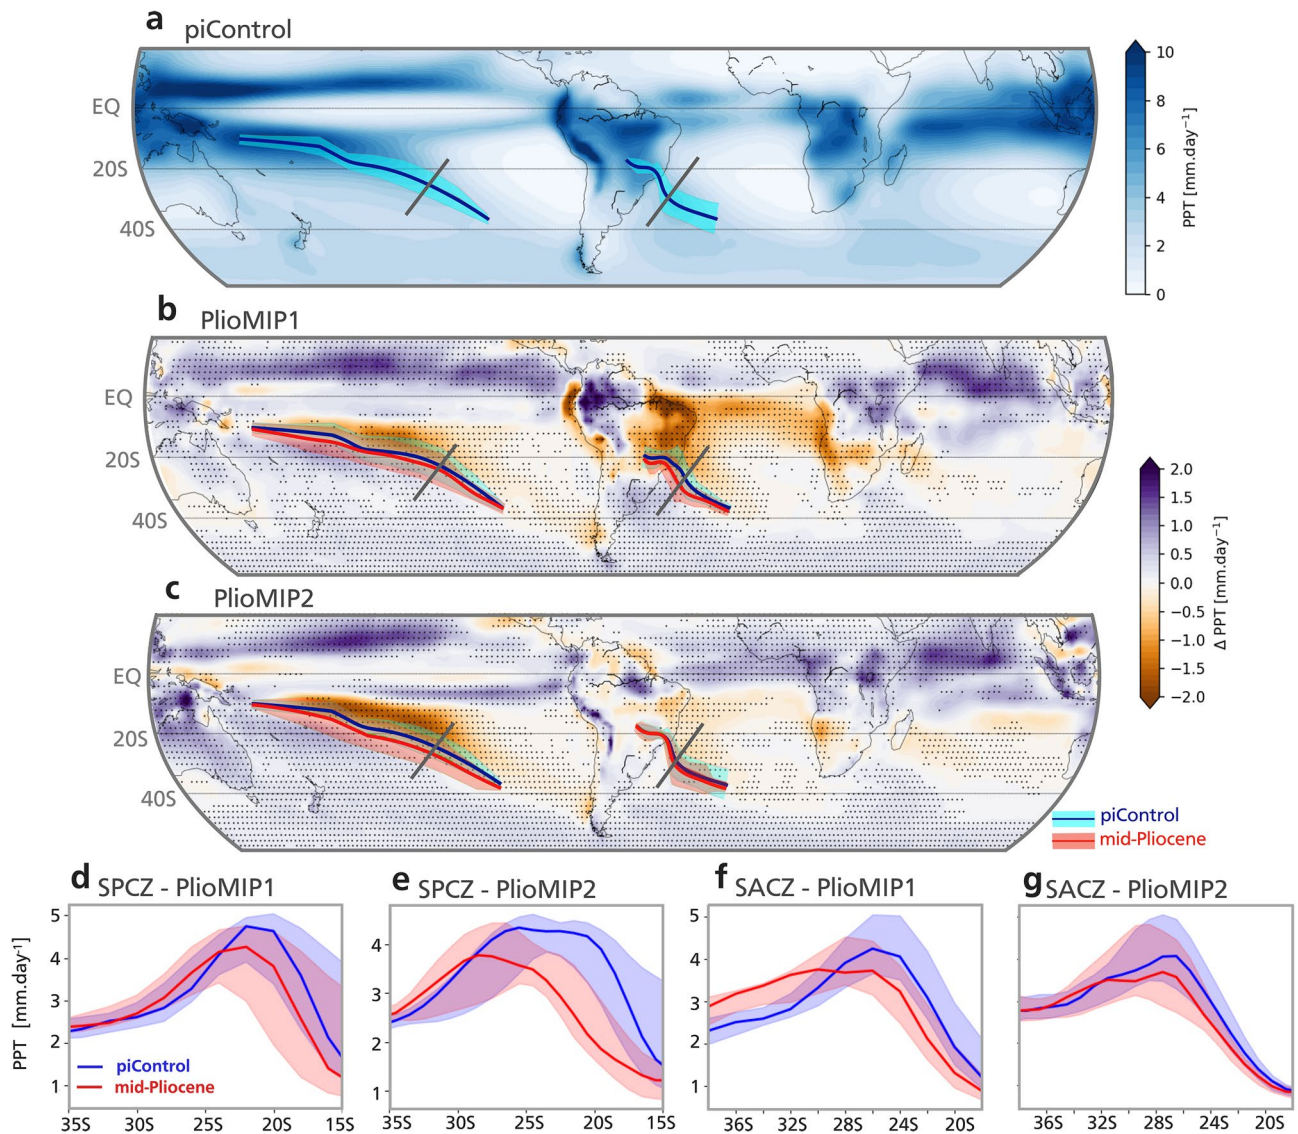 a piControl
EQ
20S
40S
10
8
6
4
2
0
PPT [mm.day⁻¹]
b PlioMIP1
EQ
20S
40S
c PlioMIP2
EQ
20S
40S
2.0
1.5
1.0
0.5
0.0
−0.5
−1.0
−1.5
−2.0
Δ PPT [mm.day⁻¹]
piControl
mid-Pliocene
d SPCZ - PlioMIP1
e SPCZ - PlioMIP2
f SACZ - PlioMIP1
g SACZ - PlioMIP2
PPT [mm.day⁻¹]
5
4
3
2
1
piControl
mid-Pliocene
35S 30S 25S 20S 15S
4
3
2
1
35S 30S 25S 20S 15S
5
4
3
2
1
36S 32S 28S 24S 20S
36S 32S 28S 24S 20S